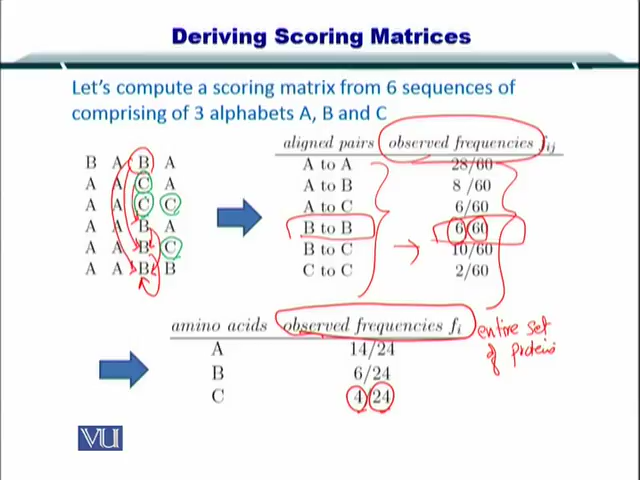 Deriving Scoring Matrices
Let's compute a scoring matrix from 6 sequences of
comprising of 3 alphabets A, B and C
B A B A
A A C A
A A C C
A A B A
A A B C
A A B B
aligned pairs observed frequencies fij
A to A 28/60
A to B 8 /60
A to C 6/60
B to B 6/60
B to C 10/60
C to C 2/60
amino acids observed frequencies fi
A 14/24
B 6/24
C 4/24
entire set
of proteins
VU